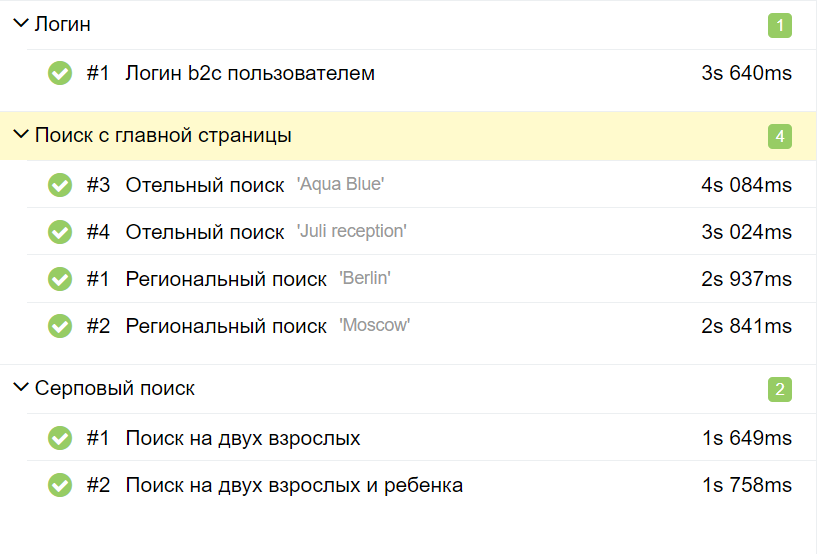 Логин 1
#1 Логин b2c пользователем 3s 640ms
Поиск с главной страницы 4
#3 Отельный поиск 'Aqua Blue' 4s 084ms
#4 Отельный поиск 'Juli reception' 3s 024ms
#1 Региональный поиск 'Berlin' 2s 937ms
#2 Региональный поиск 'Moscow' 2s 841ms
Серповый поиск 2
#1 Поиск на двух взрослых 1s 649ms
#2 Поиск на двух взрослых и ребенка 1s 758ms